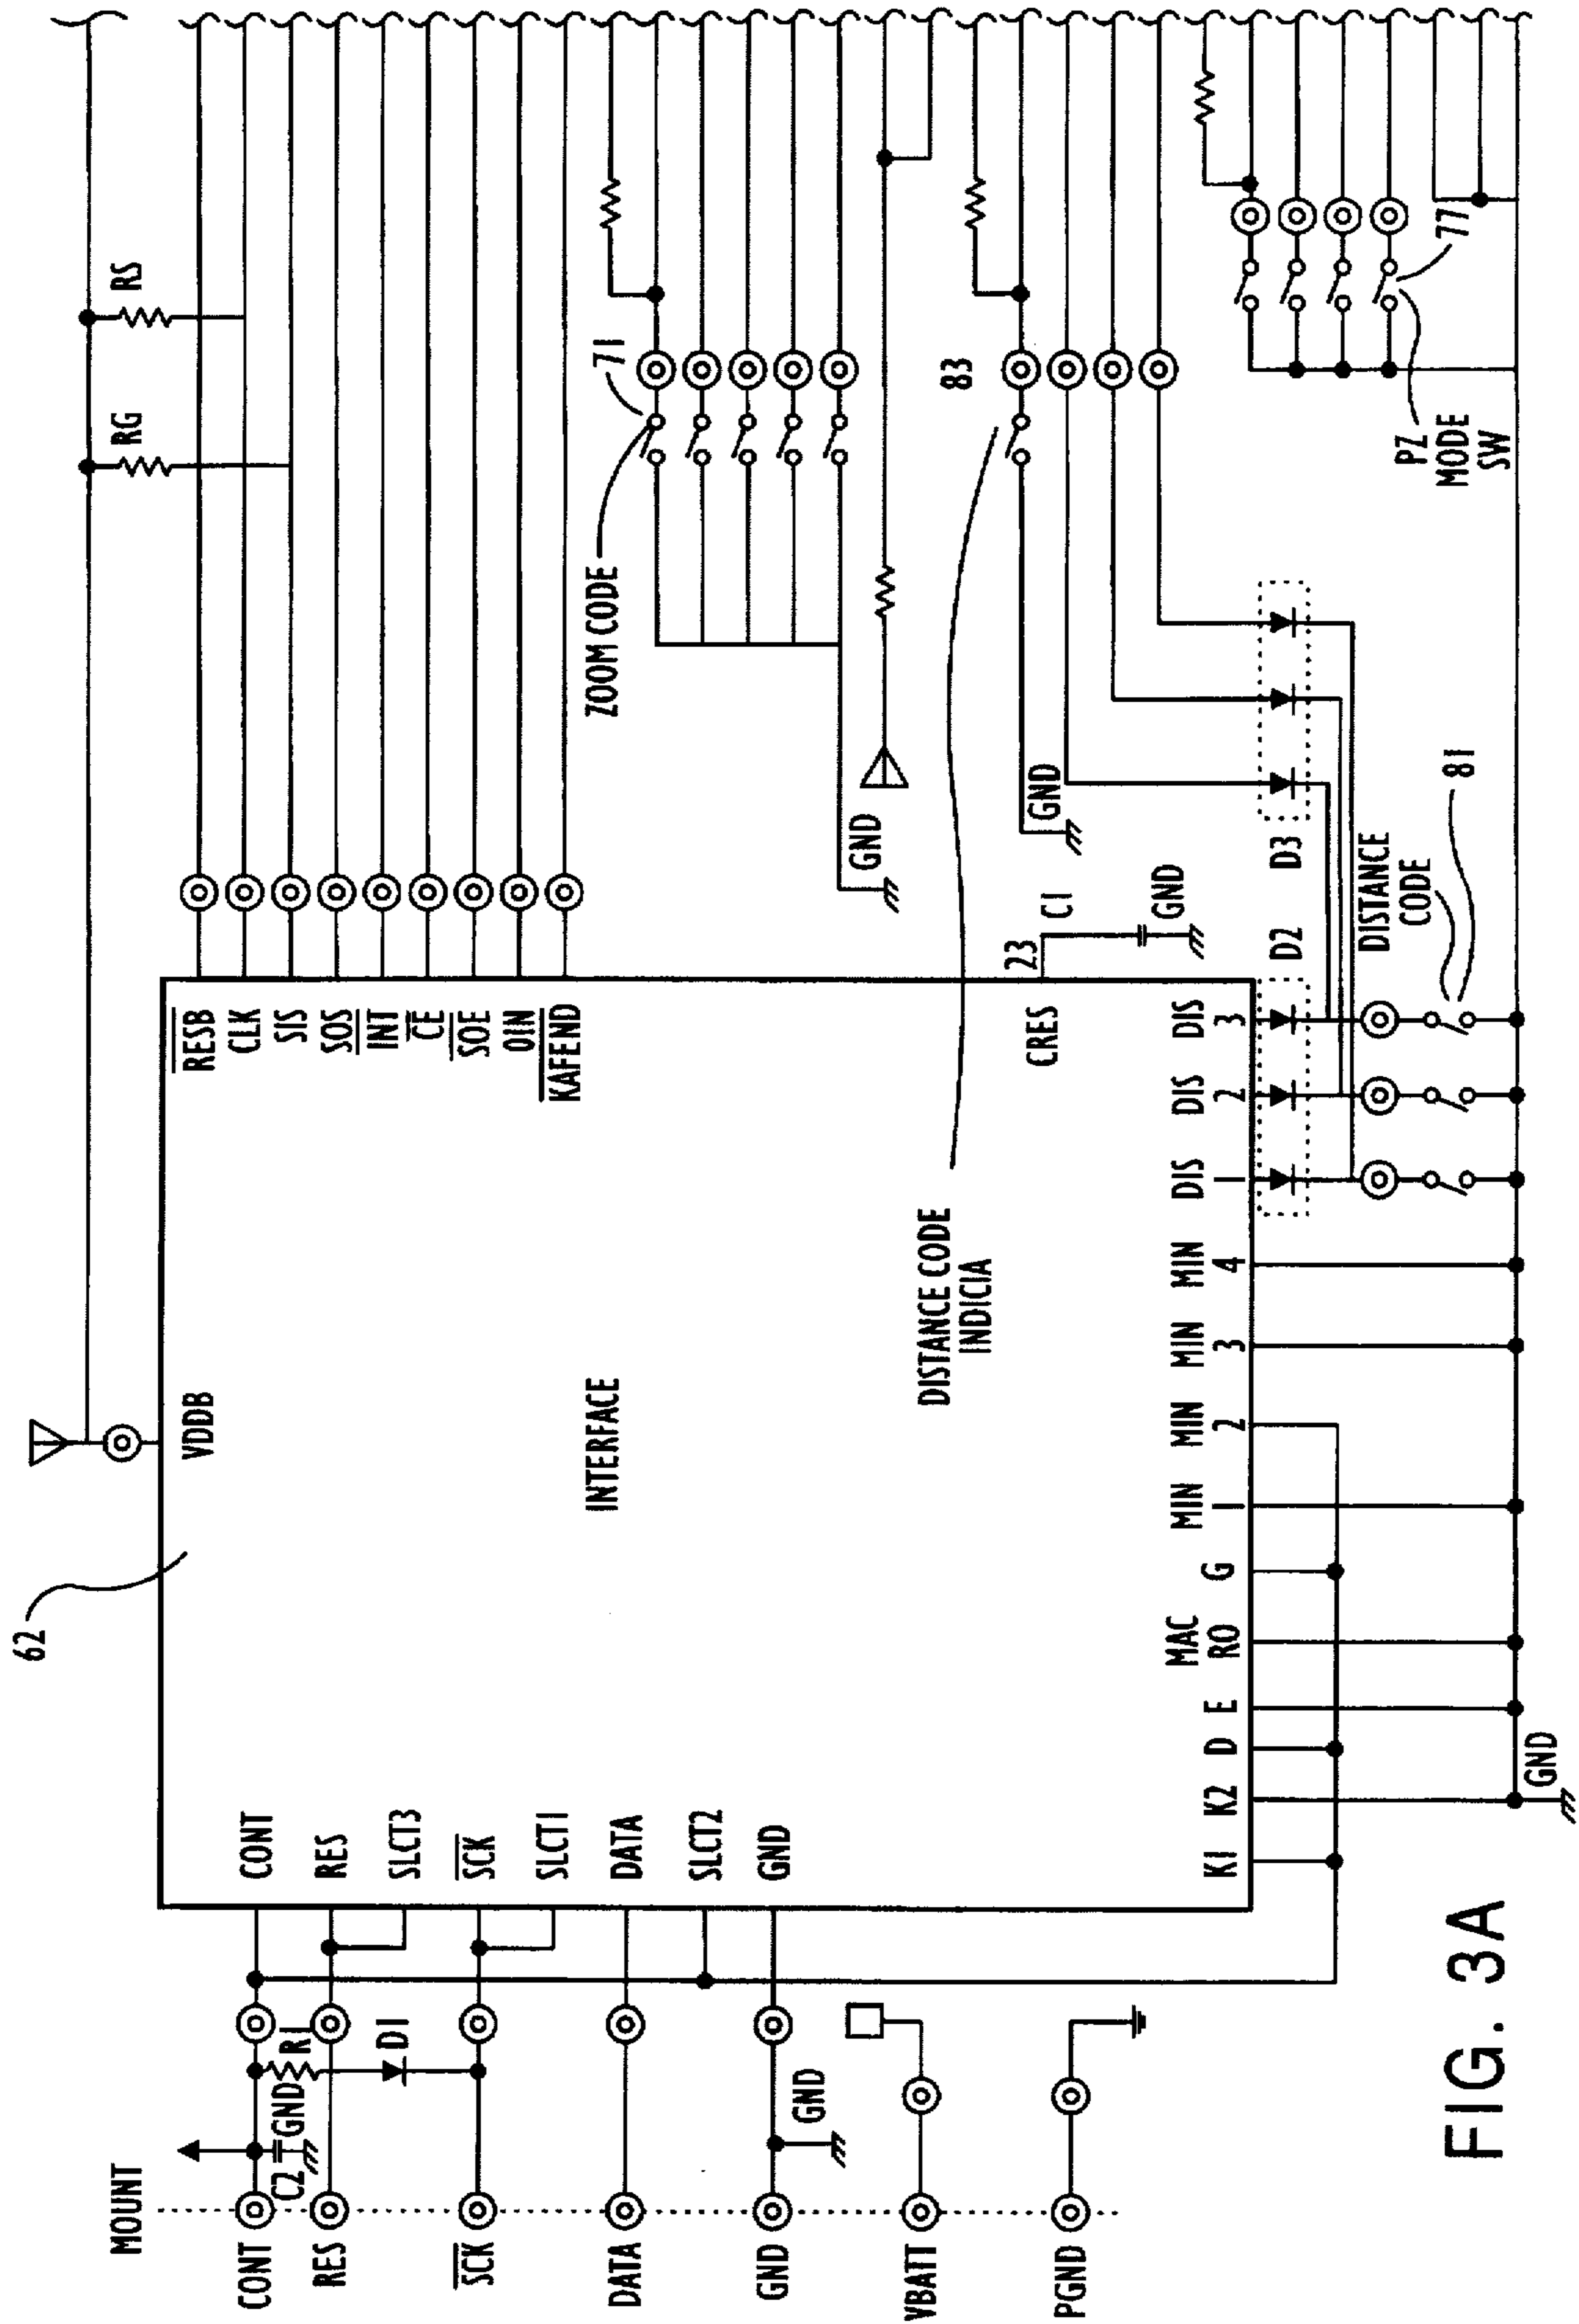 MOUNT
CONT
RES
SCK
DATA
GND
VBATT
PGND
C2
GND
R1
D1
GND
62
VDDB
CONT
RES
SLCT3
SCK
SLCT1
DATA
SLCT2
GND
INTERFACE
RESB
CLK
SIS
SOS
INT
CE
SOE
OIN
KAFEND
CRES
23
C1
GND
K1
K2
D
E
MAC
RO
G
MIN
1
MIN
2
MIN
3
MIN
4
DIS
1
DIS
2
DIS
3
GND
RG
RS
ZOOM CODE
71
GND
DISTANCE CODE
INDICIA
83
GND
D2
D3
DISTANCE
CODE
81
PZ
MODE
SW
77
FIG. 3A